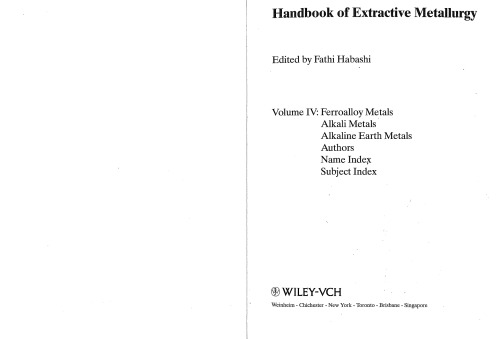 Handbook of Extractive Metallurgy
Edited by Fathi Habashi
Volume IV: Ferroalloy Metals
Alkali Metals
Alkaline Earth Metals
Authors
Name Index
Subject Index
WILEY-VCH
Weinheim - Chichester - New York - Toronto - Brisbane - Singapore